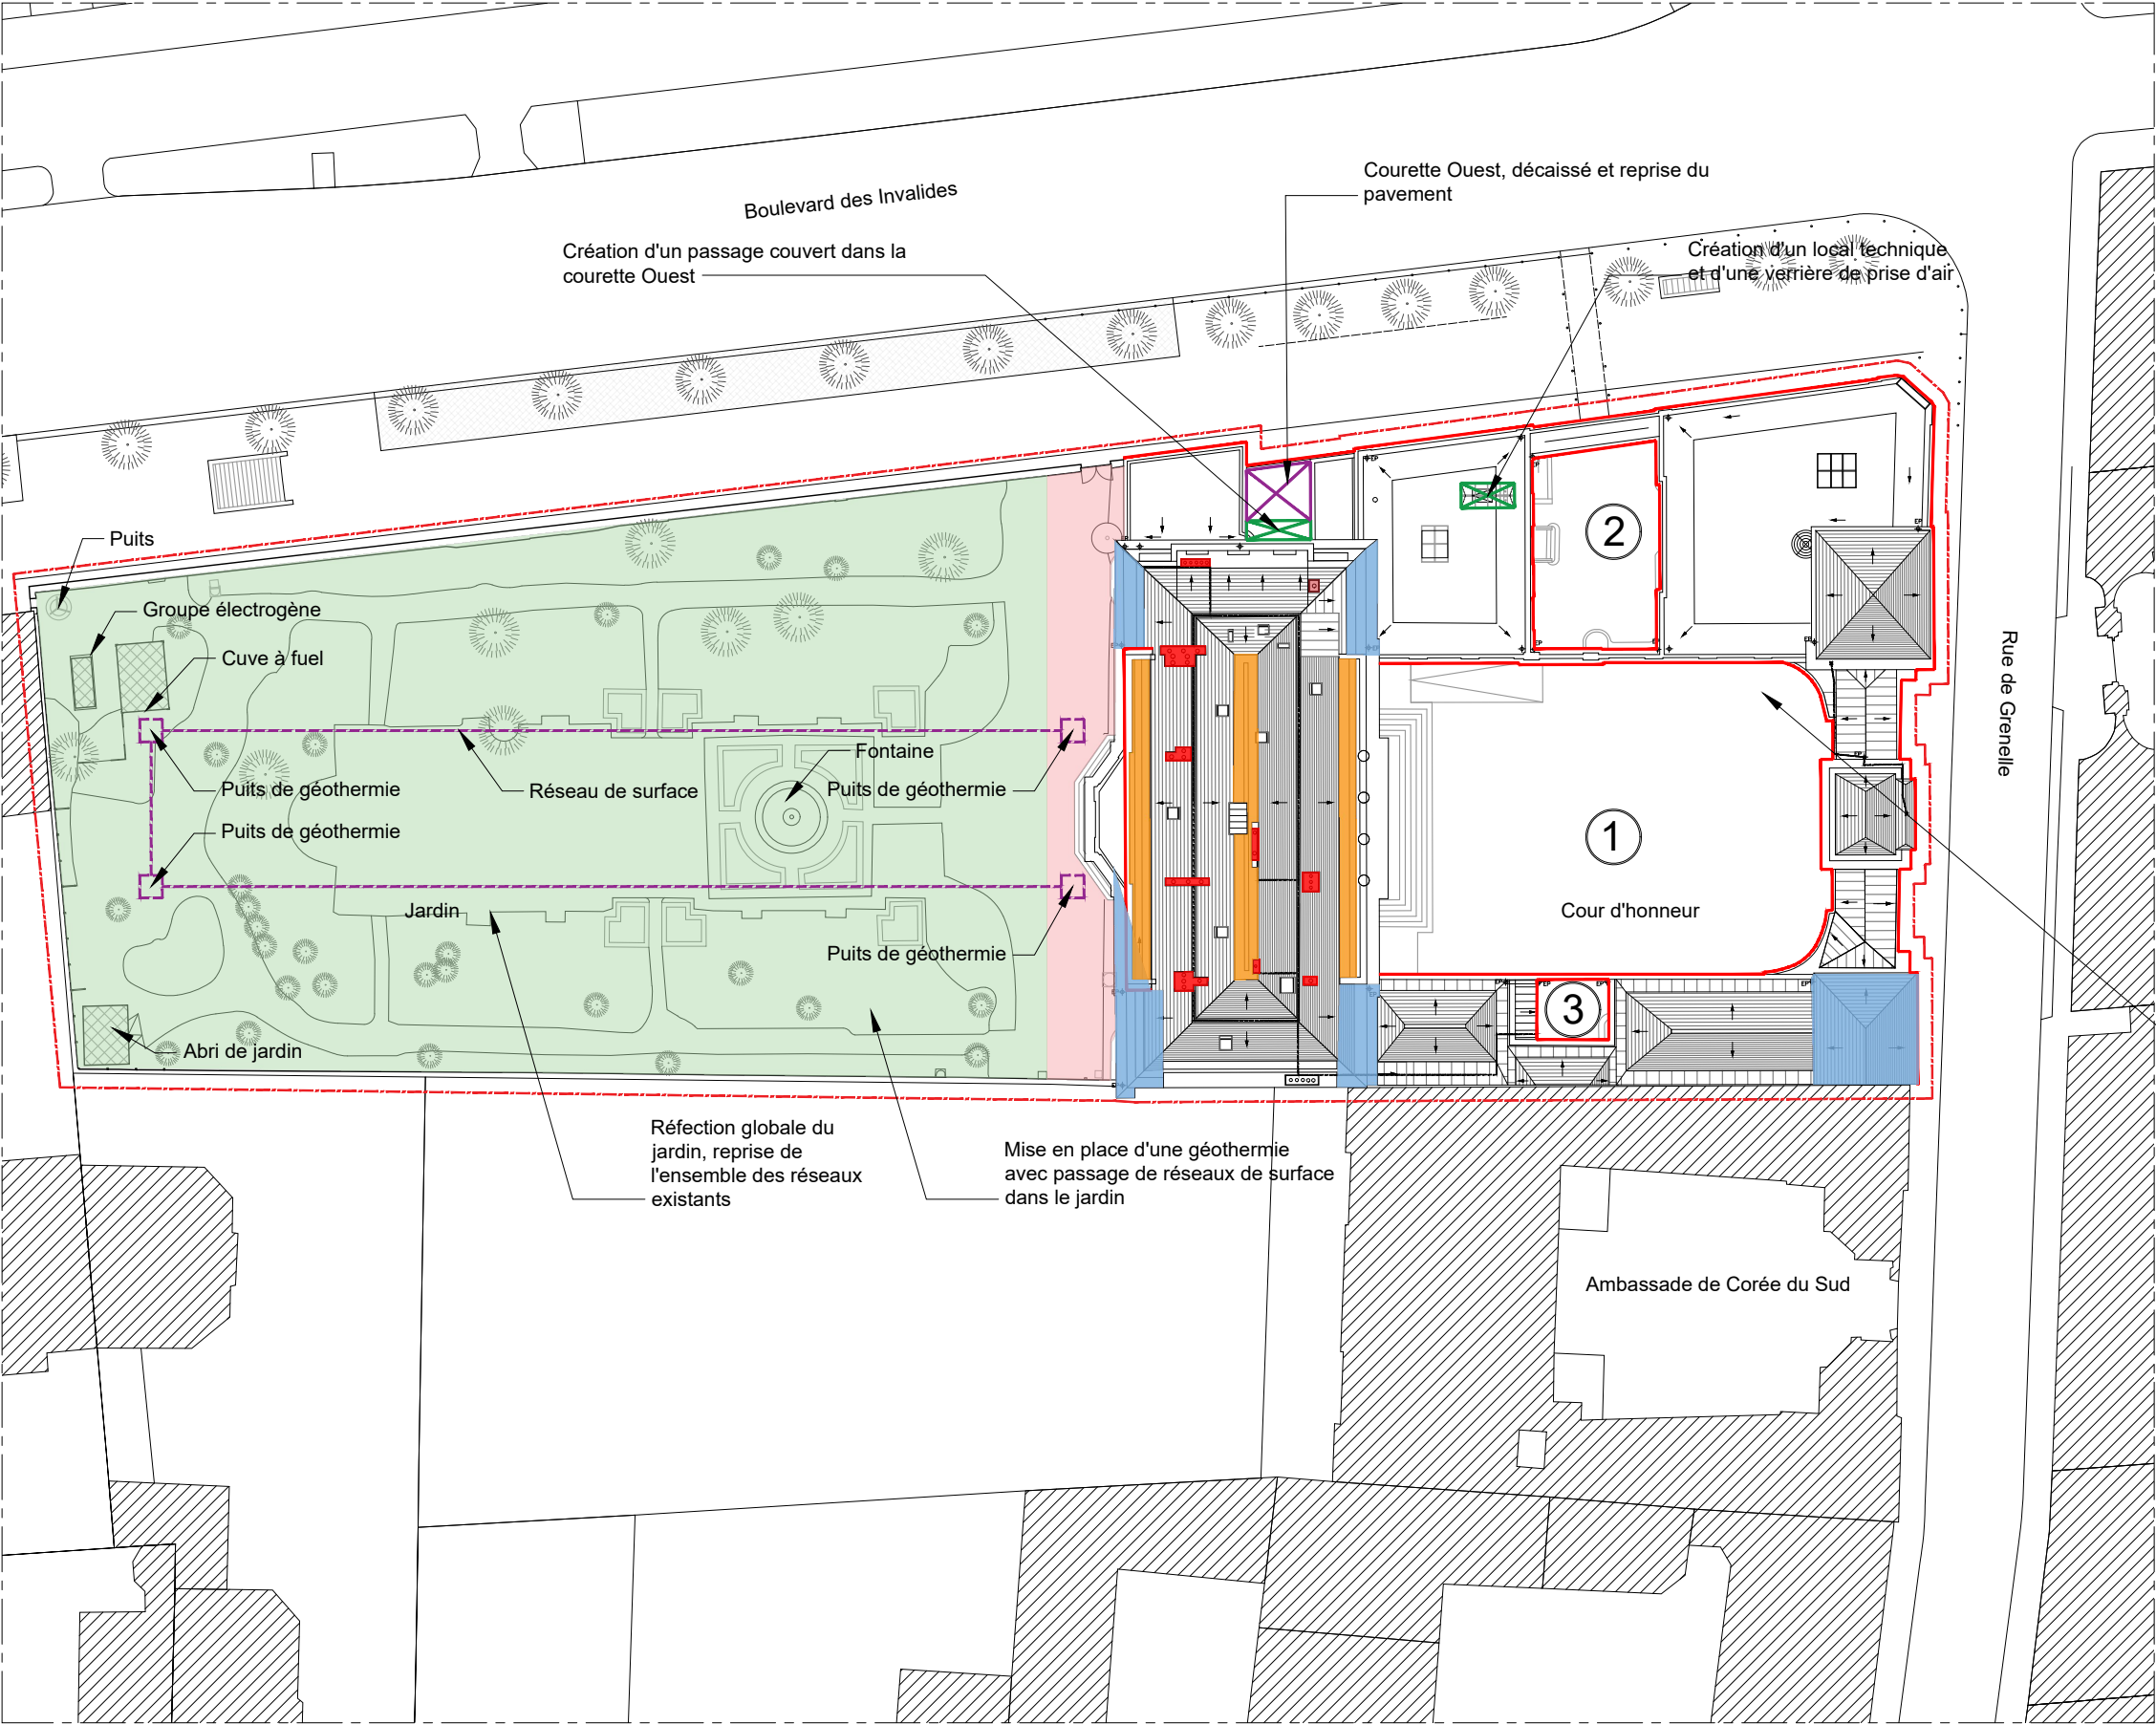 Courette Ouest, décaissé et reprise du
pavement
Boulevard des Invalides
Création d'un passage couvert dans la
courette Ouest
Création d'un local technique
et d'une verrière de prise d'air
Puits
Groupe électrogène
Cuve à fuel
Puits de géothermie
Puits de géothermie
Réseau de surface
Fontaine
Puits de géothermie
Jardin
Puits de géothermie
Abri de jardin
2
1
Cour d'honneur
3
Rue de Grenelle
Réfection globale du
jardin, reprise de
l'ensemble des réseaux
existants
Mise en place d'une géothermie
avec passage de réseaux de surface
dans le jardin
Ambassade de Corée du Sud